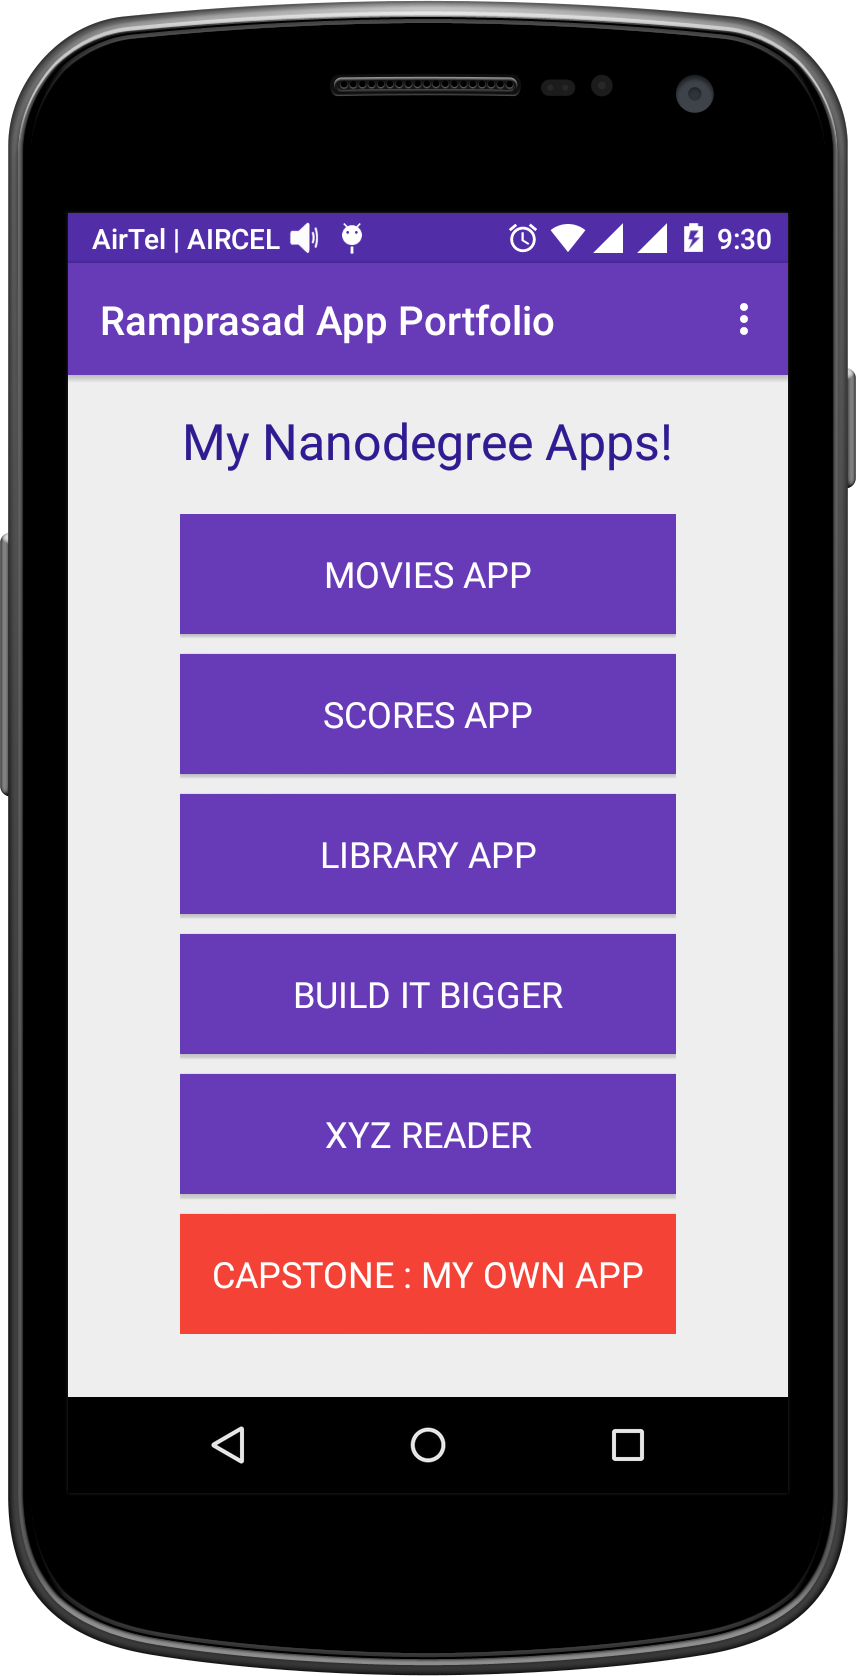 AirTel | AIRCEL 9:30
Ramprasad App Portfolio
My Nanodegree Apps!
MOVIES APP
SCORES APP
LIBRARY APP
BUILD IT BIGGER
XYZ READER
CAPSTONE : MY OWN APP